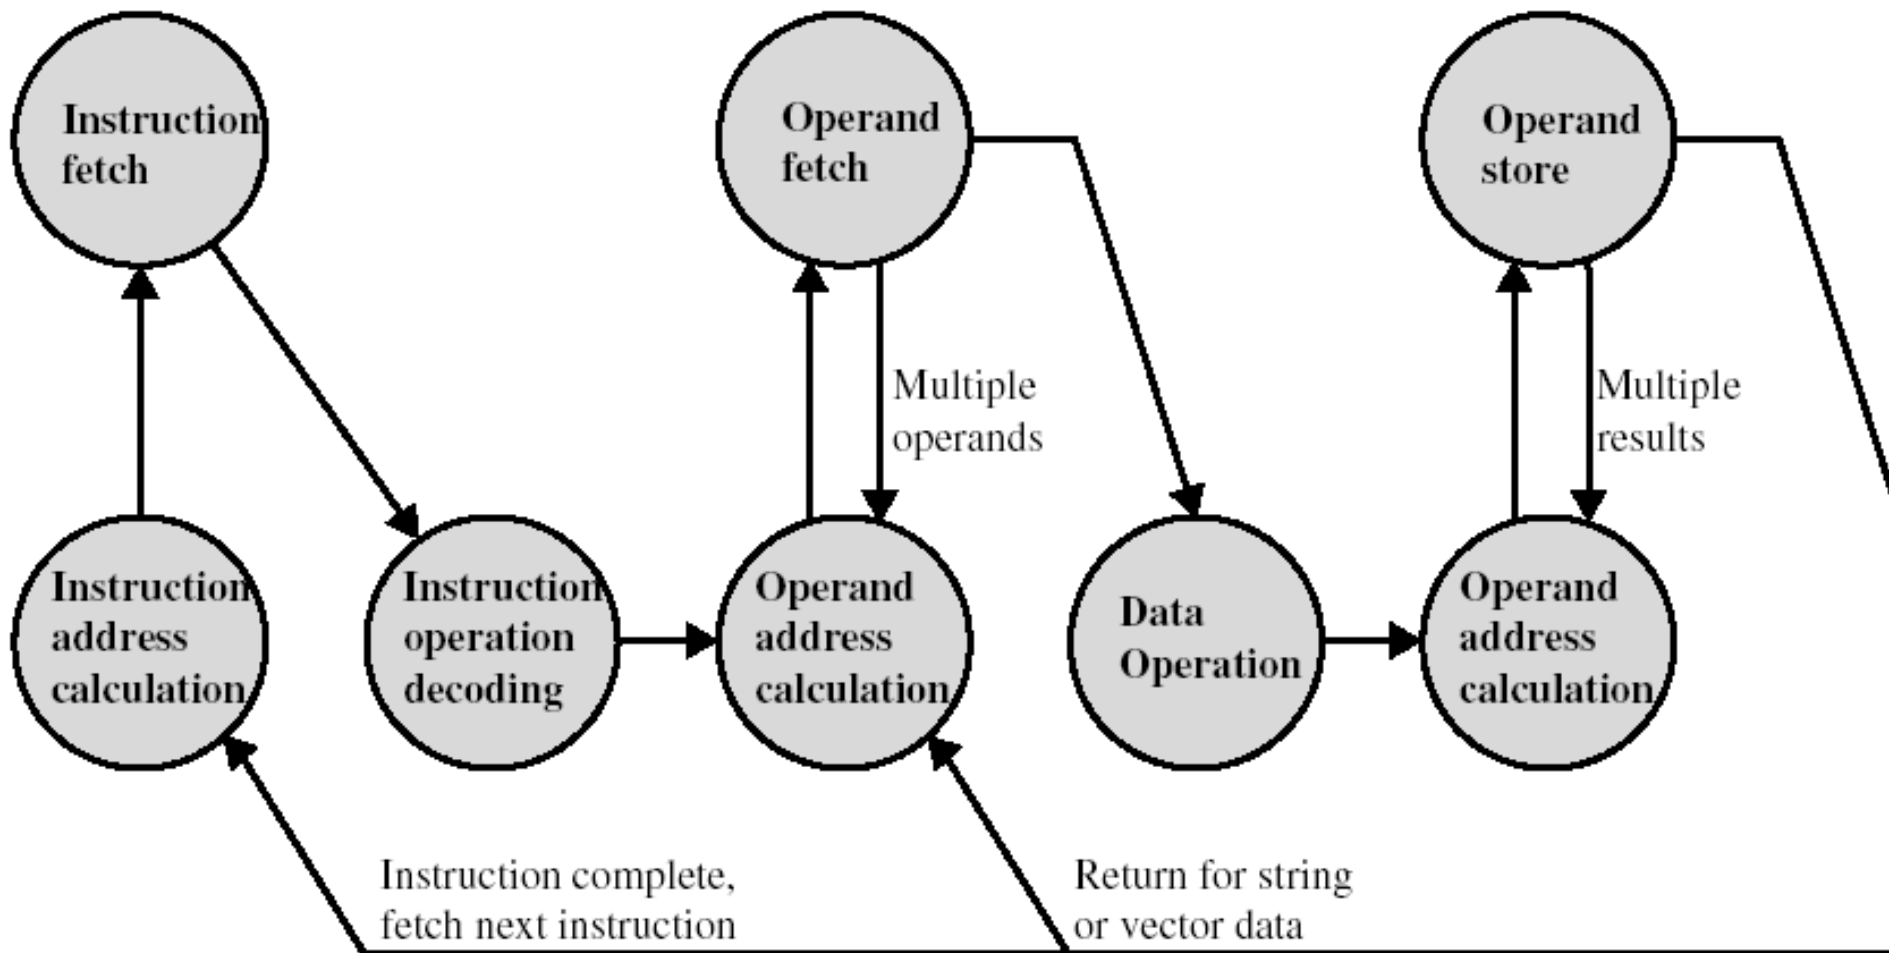 Instruction
fetch
Operand
fetch
Operand
store
Multiple
operands
Multiple
results
Instruction
address
calculation
Instruction
operation
decoding
Operand
address
calculation
Data
Operation
Operand
address
calculation
Instruction complete,
fetch next instruction
Return for string
or vector data